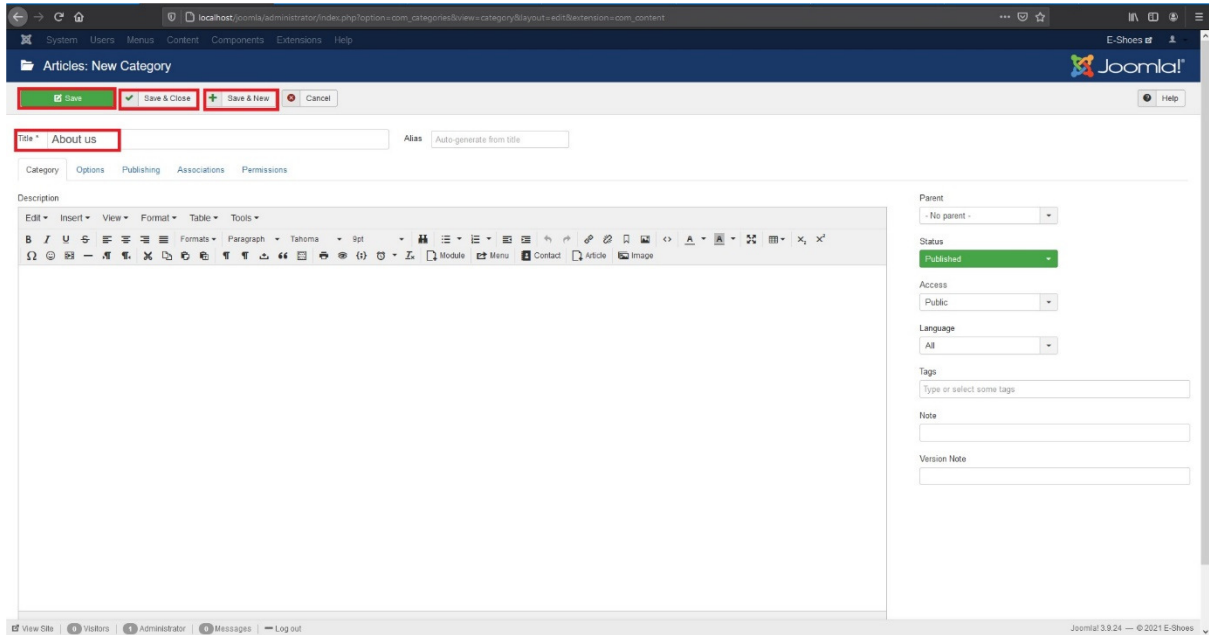 localhost/joomla/administrator/index.php?option=com_categories&view=category&layout=edit&extension=com_content
System Users Menus Content Components Extensions Help E-Shoes
Articles: New Category Joomla!
Save Save & Close Save & New Cancel Help
Title * About us Alias Auto-generate from title
Category Options Publishing Associations Permissions
Description
Edit Insert View Format Table Tools
B I U S Formats Paragraph Tahoma 9pt A A x₂ x²
Ω ¶ ¶ Module Menu Contact Article Image
Parent
- No parent -
Status
Published
Access
Public
Language
All
Tags
Type or select some tags
Note
Version Note
View Site 0 Visitors 1 Administrator 0 Messages Log out Joomla! 3.9.24 — © 2021 E-Shoes